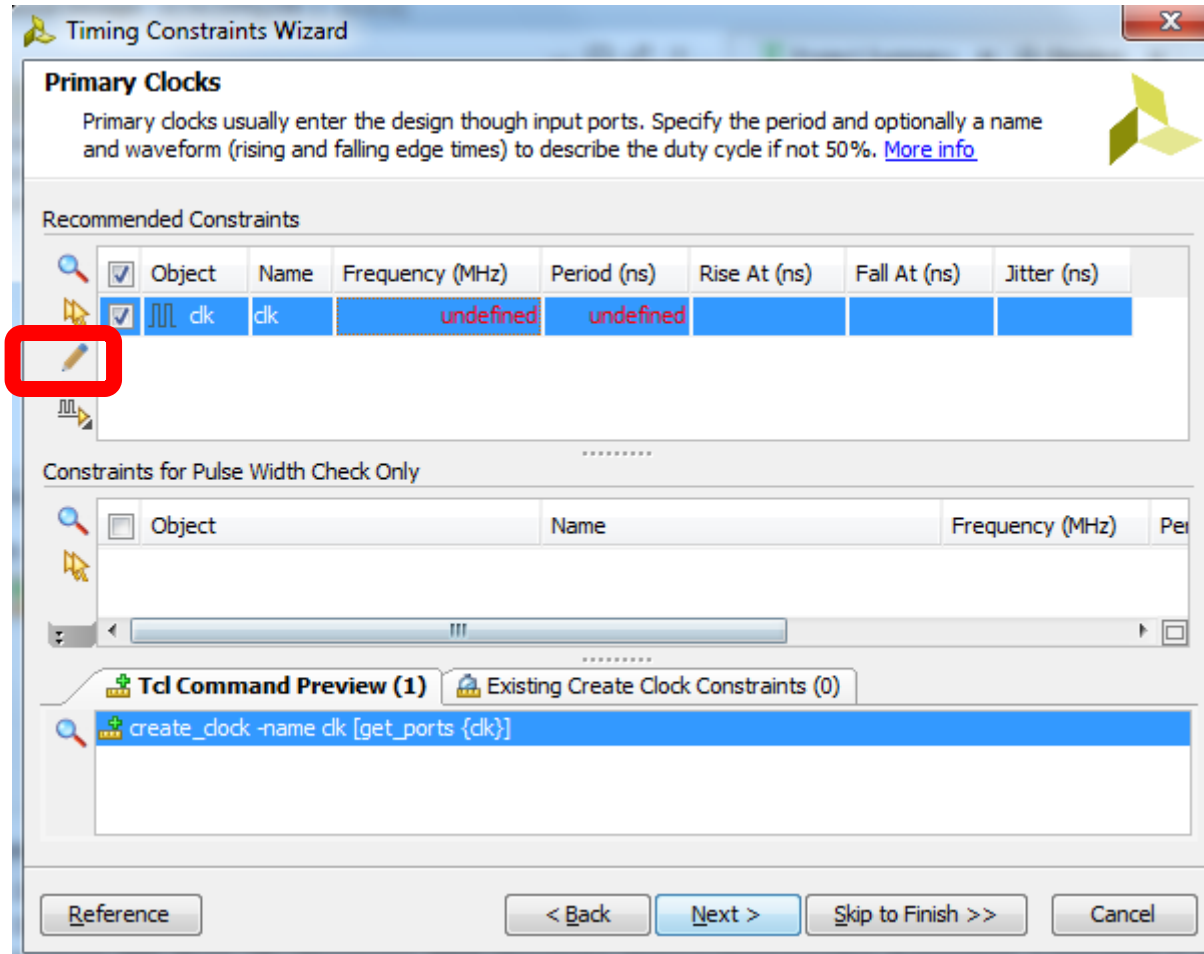 Timing Constraints Wizard
Primary Clocks
Primary clocks usually enter the design though input ports. Specify the period and optionally a name
and waveform (rising and falling edge times) to describe the duty cycle if not 50%. More info
Recommended Constraints
Object Name Frequency (MHz) Period (ns) Rise At (ns) Fall At (ns) Jitter (ns)
clk clk undefined undefined
Constraints for Pulse Width Check Only
Object Name Frequency (MHz) Per
Tcl Command Preview (1) Existing Create Clock Constraints (0)
create_clock -name clk [get_ports {clk}]
Reference < Back Next > Skip to Finish >> Cancel